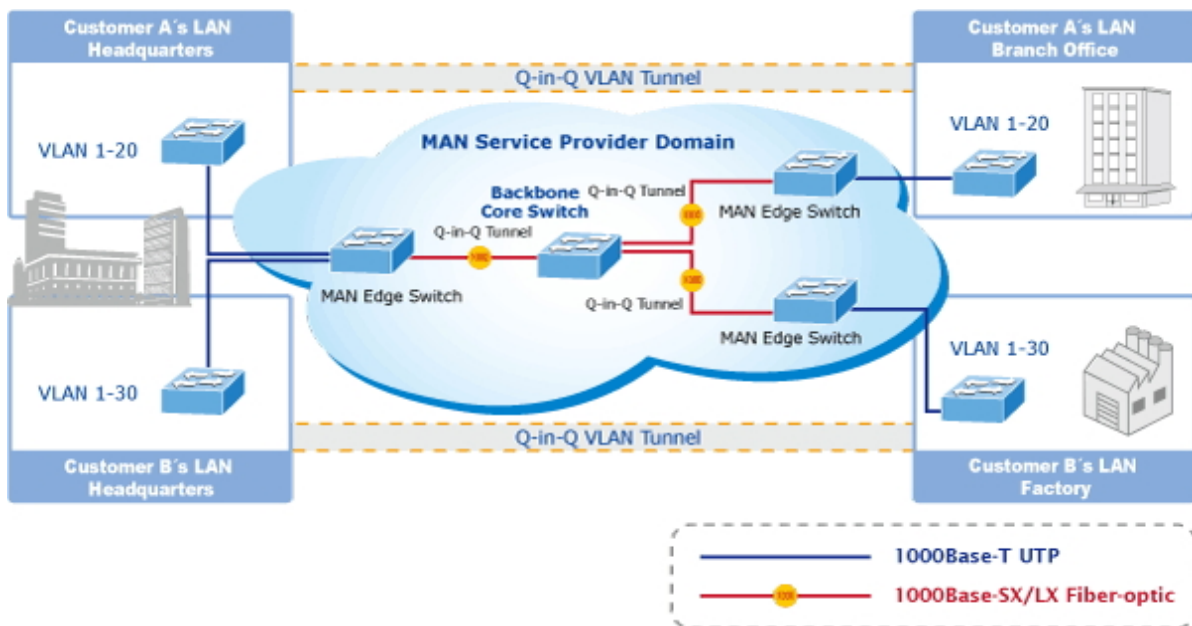 Customer A´s LAN
Headquarters
Customer A´s LAN
Branch Office
Q-in-Q VLAN Tunnel
VLAN 1-20
MAN Service Provider Domain
VLAN 1-20
Q-in-Q Tunnel
Backbone
Core Switch
MAN Edge Switch
Q-in-Q Tunnel
MAN Edge Switch
Q-in-Q Tunnel
MAN Edge Switch
VLAN 1-30
VLAN 1-30
Q-in-Q VLAN Tunnel
Customer B´s LAN
Headquarters
Customer B´s LAN
Factory
1000Base-T UTP
1000Base-SX/LX Fiber-optic